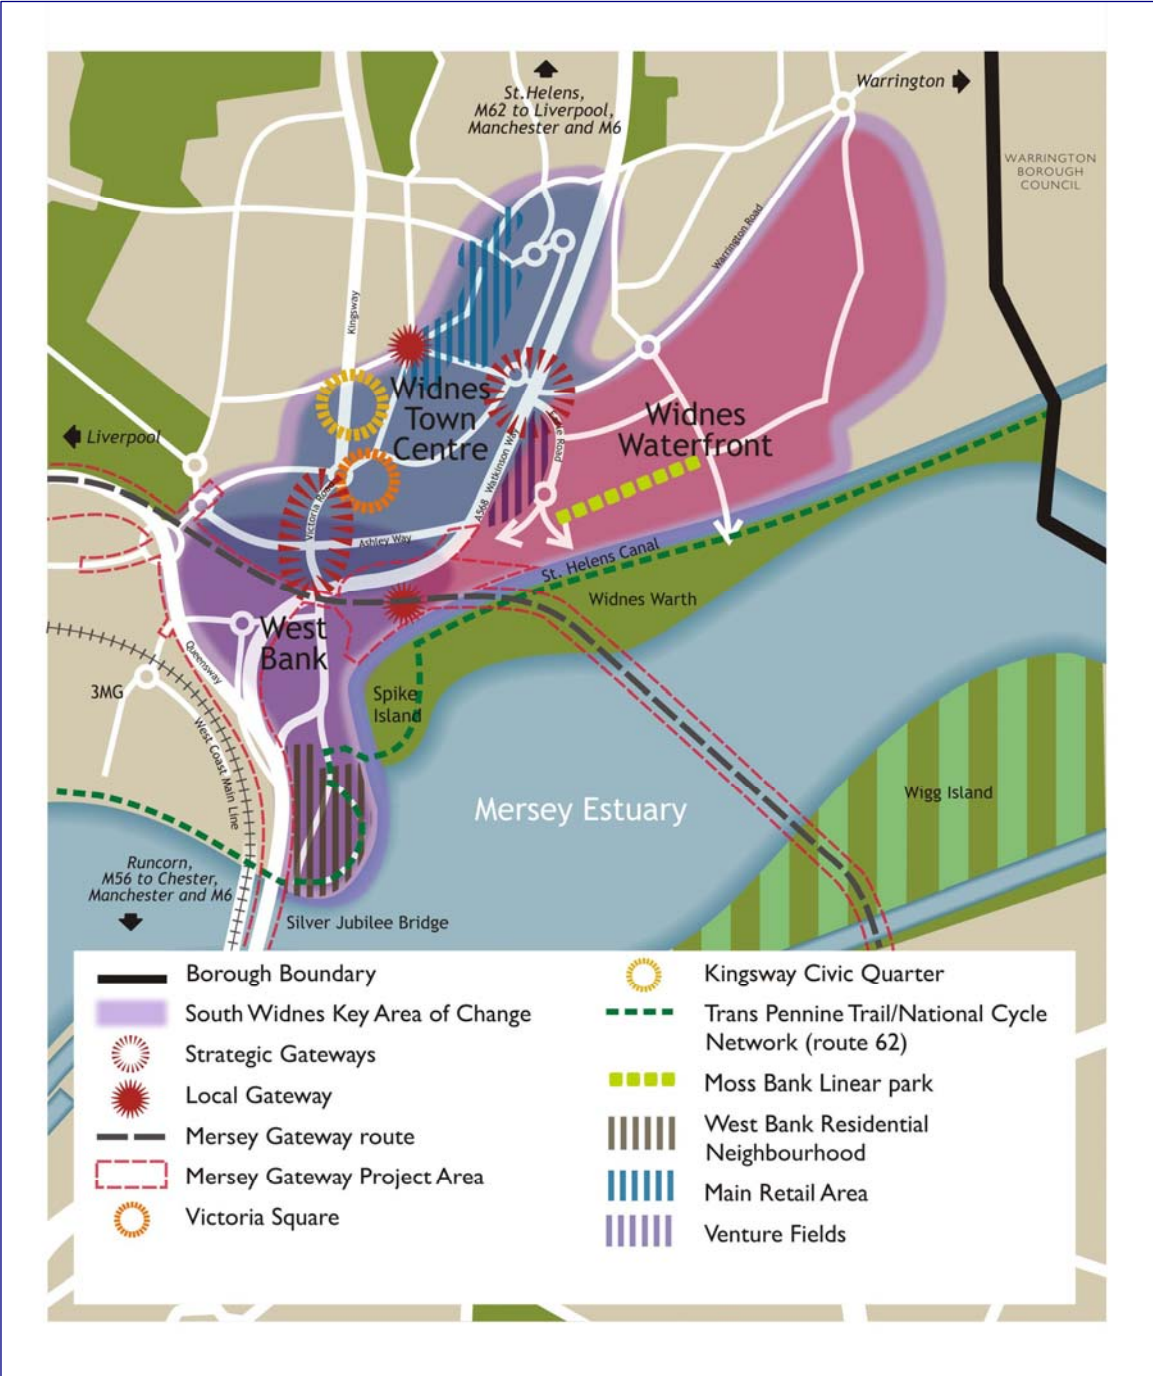 St.Helens,
M62 to Liverpool,
Manchester and M6
Warrington
WARRINGTON
BOROUGH
COUNCIL
Warrington Road
Kingsway
Widnes
Town
Centre
Widnes
Waterfront
Liverpool
A568 Watkinson Way
Victoria Road
Ashley Way
St. Helens Canal
Widnes Warth
West
Bank
Queensway
3MG
Spike
Island
West Coast Main Line
Mersey Estuary
Wigg Island
Runcorn,
M56 to Chester,
Manchester and M6
Silver Jubilee Bridge
Borough Boundary
South Widnes Key Area of Change
Strategic Gateways
Local Gateway
Mersey Gateway route
Mersey Gateway Project Area
Victoria Square
Kingsway Civic Quarter
Trans Pennine Trail/National Cycle
Network (route 62)
Moss Bank Linear park
West Bank Residential
Neighbourhood
Main Retail Area
Venture Fields